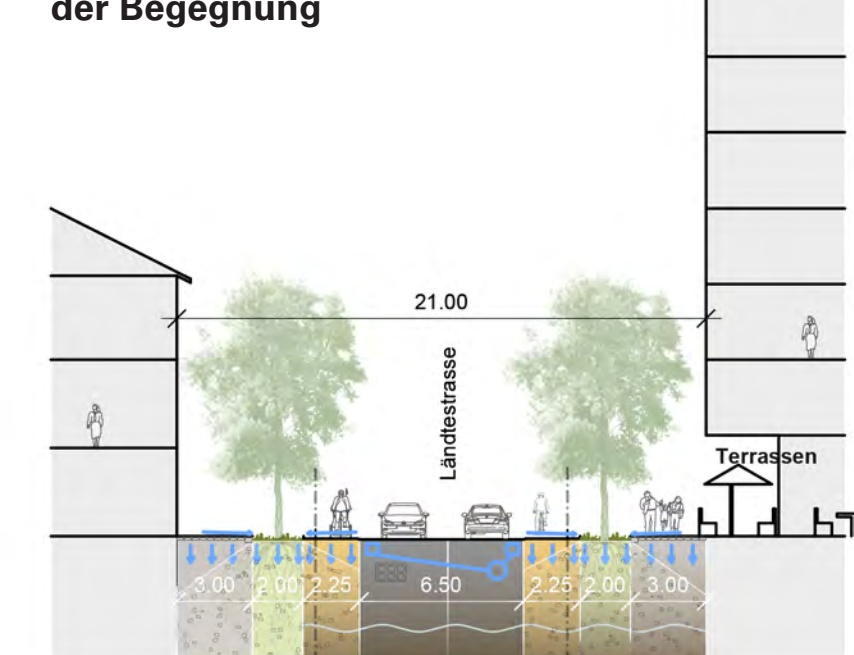 der Begegnung
21.00
Ländtestrasse
Terrassen
3.00 2.00 2.25 6.50 2.25 2.00 3.00